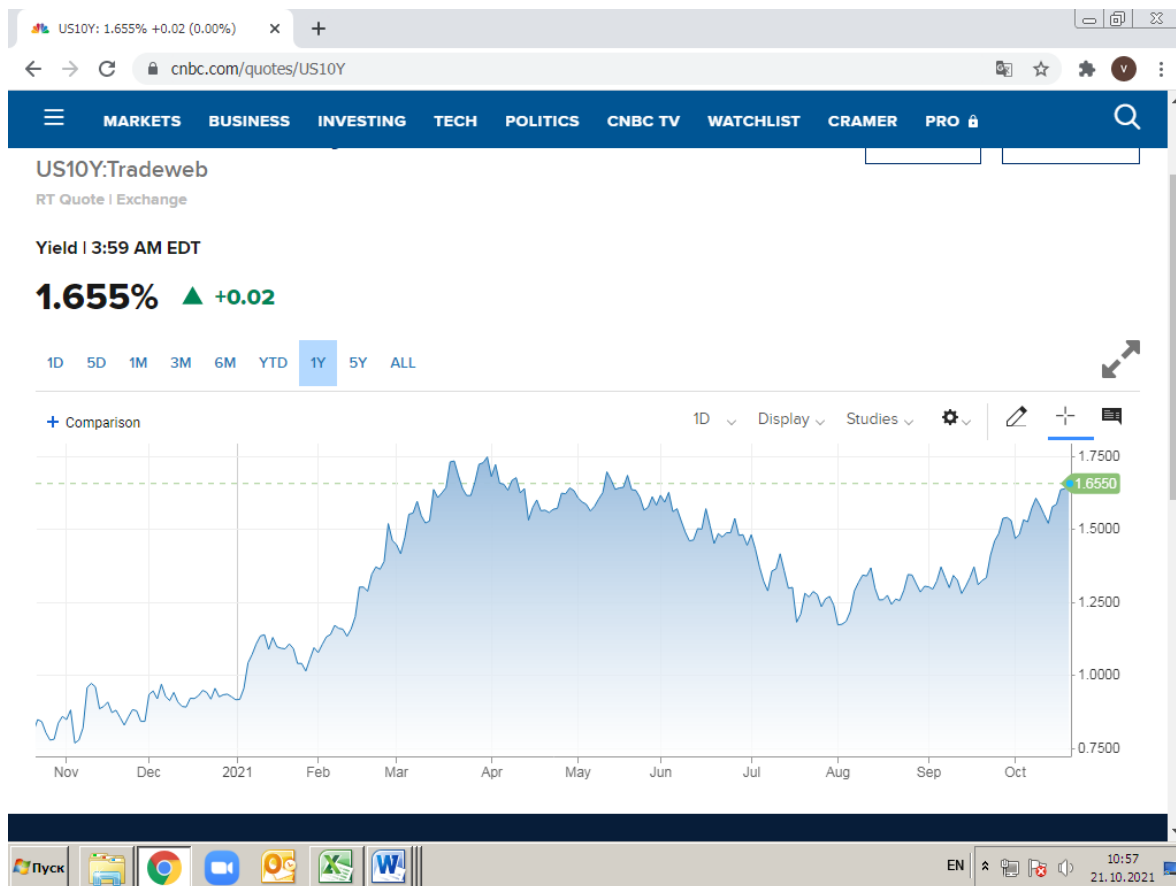 US10Y: 1.655% +0.02 (0.00%)
cnbc.com/quotes/US10Y
V
MARKETS BUSINESS INVESTING TECH POLITICS CNBC TV WATCHLIST CRAMER PRO
US10Y:Tradeweb
RT Quote | Exchange
Yield | 3:59 AM EDT
1.655% ▲ +0.02
1D 5D 1M 3M 6M YTD 1Y 5Y ALL
+ Comparison 1D Display Studies
1.7500
1.6550
1.5000
1.2500
1.0000
0.7500
Nov Dec 2021 Feb Mar Apr May Jun Jul Aug Sep Oct
Пуск
EN
10:57
21.10.2021